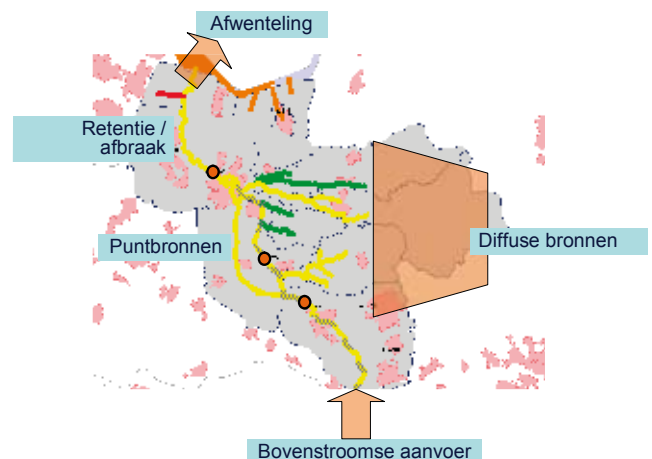 Afwenteling
Retentie /
afbraak
Puntbronnen
Diffuse bronnen
Bovenstroomse aanvoer